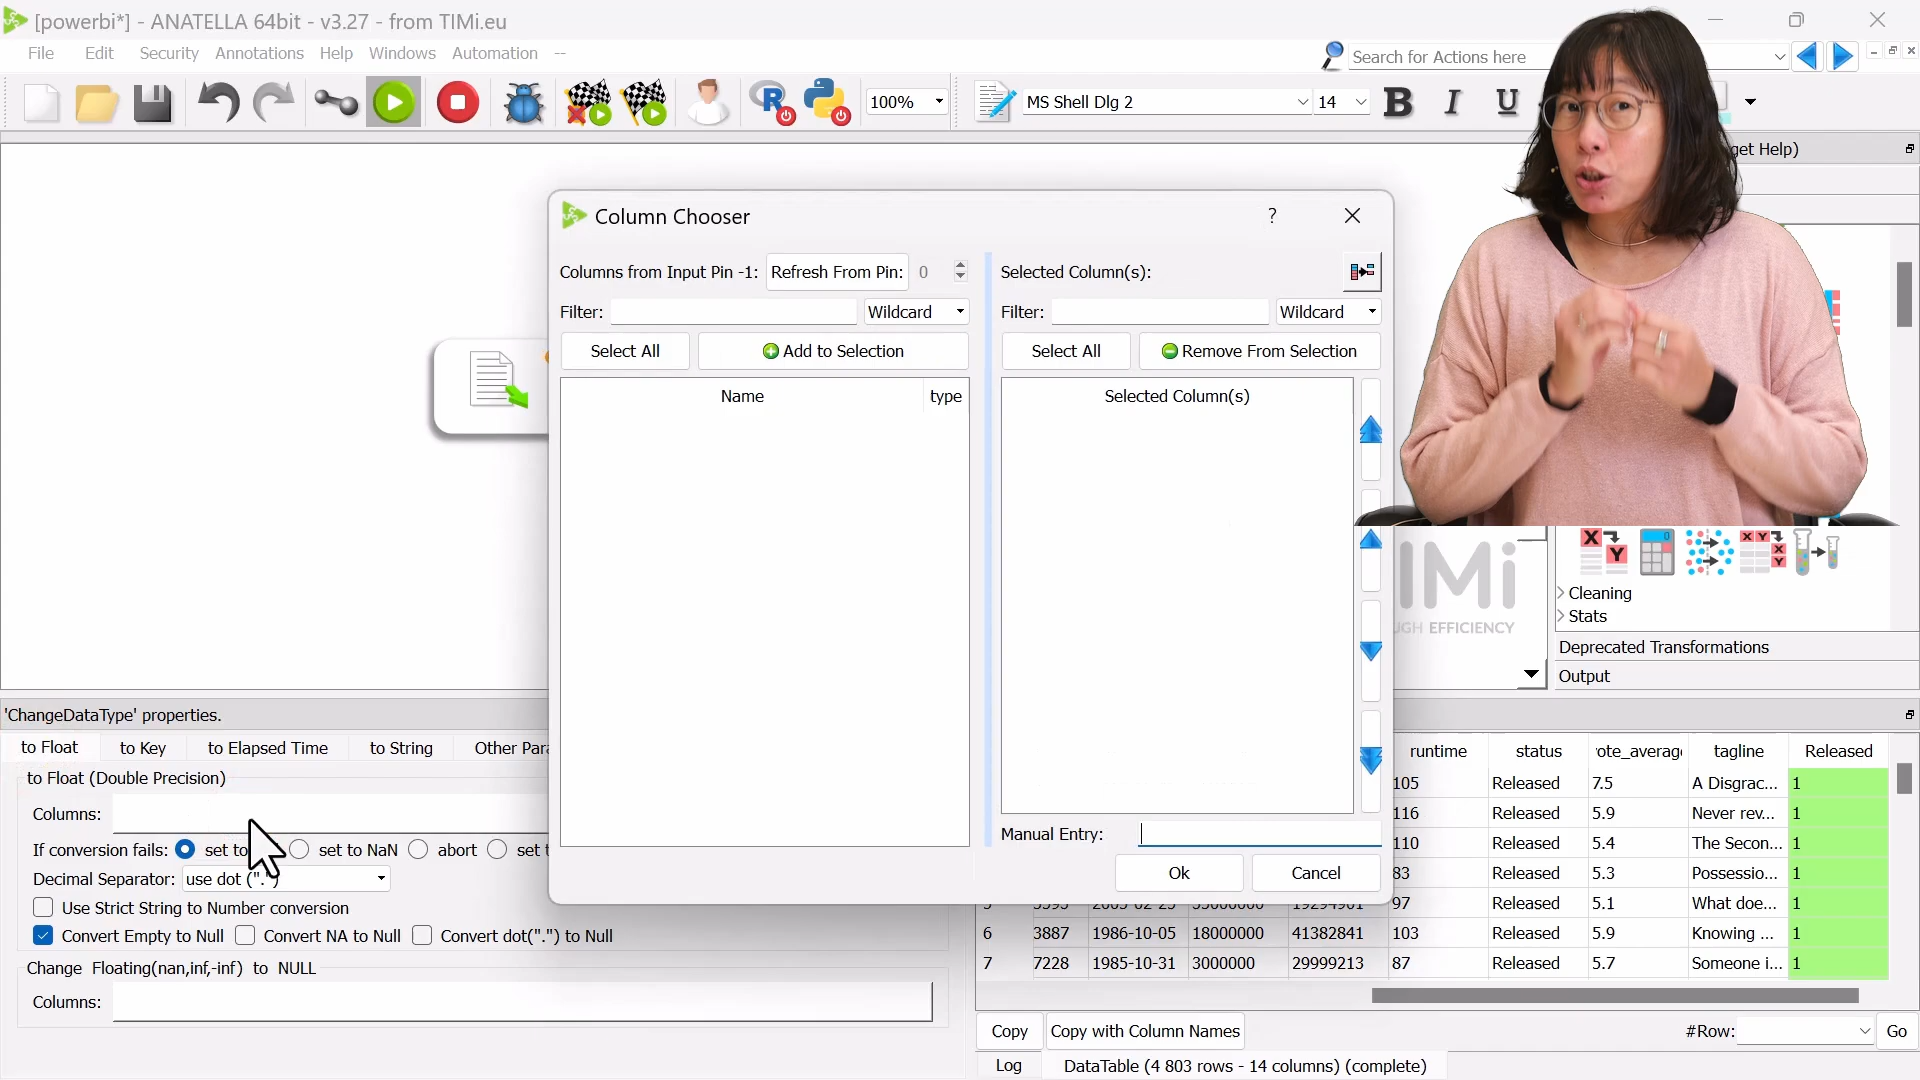 [powerbi*] - ANATELLA 64bit - v3.27 - from TIMi.eu
File Edit Security Annotations Help Windows Automation --
Search for Actions here
100%
MS Shell Dlg 2
14
B I U
get Help)
Column Chooser
?
Columns from Input Pin -1: Refresh From Pin: 0
Selected Column(s):
Filter: Wildcard
Filter: Wildcard
Select All
Add to Selection
Select All
Remove From Selection
Name type
Selected Column(s)
Manual Entry:
Ok
Cancel
IMi
UGH EFFICIENCY
Cleaning
Stats
Deprecated Transformations
Output
'ChangeDataType' properties.
to Float to Key to Elapsed Time to String Other Par
to Float (Double Precision)
Columns:
If conversion fails: set to set to NaN abort set t
Decimal Separator: use dot (".")
Use Strict String to Number conversion
Convert Empty to Null Convert NA to Null Convert dot(".") to Null
Change Floating(nan,inf,-inf) to NULL
Columns:
runtime status ote_average tagline Released
105 Released 7.5 A Disgrac... 1
116 Released 5.9 Never rev... 1
110 Released 5.4 The Secon... 1
83 Released 5.3 Possessio... 1
97 Released 5.1 What doe... 1
6 3887 1986-10-05 18000000 41382841 103 Released 5.9 Knowing ... 1
7 7228 1985-10-31 3000000 29999213 87 Released 5.7 Someone i... 1
Copy
Copy with Column Names
#Row:
Go
Log
DataTable (4 803 rows - 14 columns) (complete)